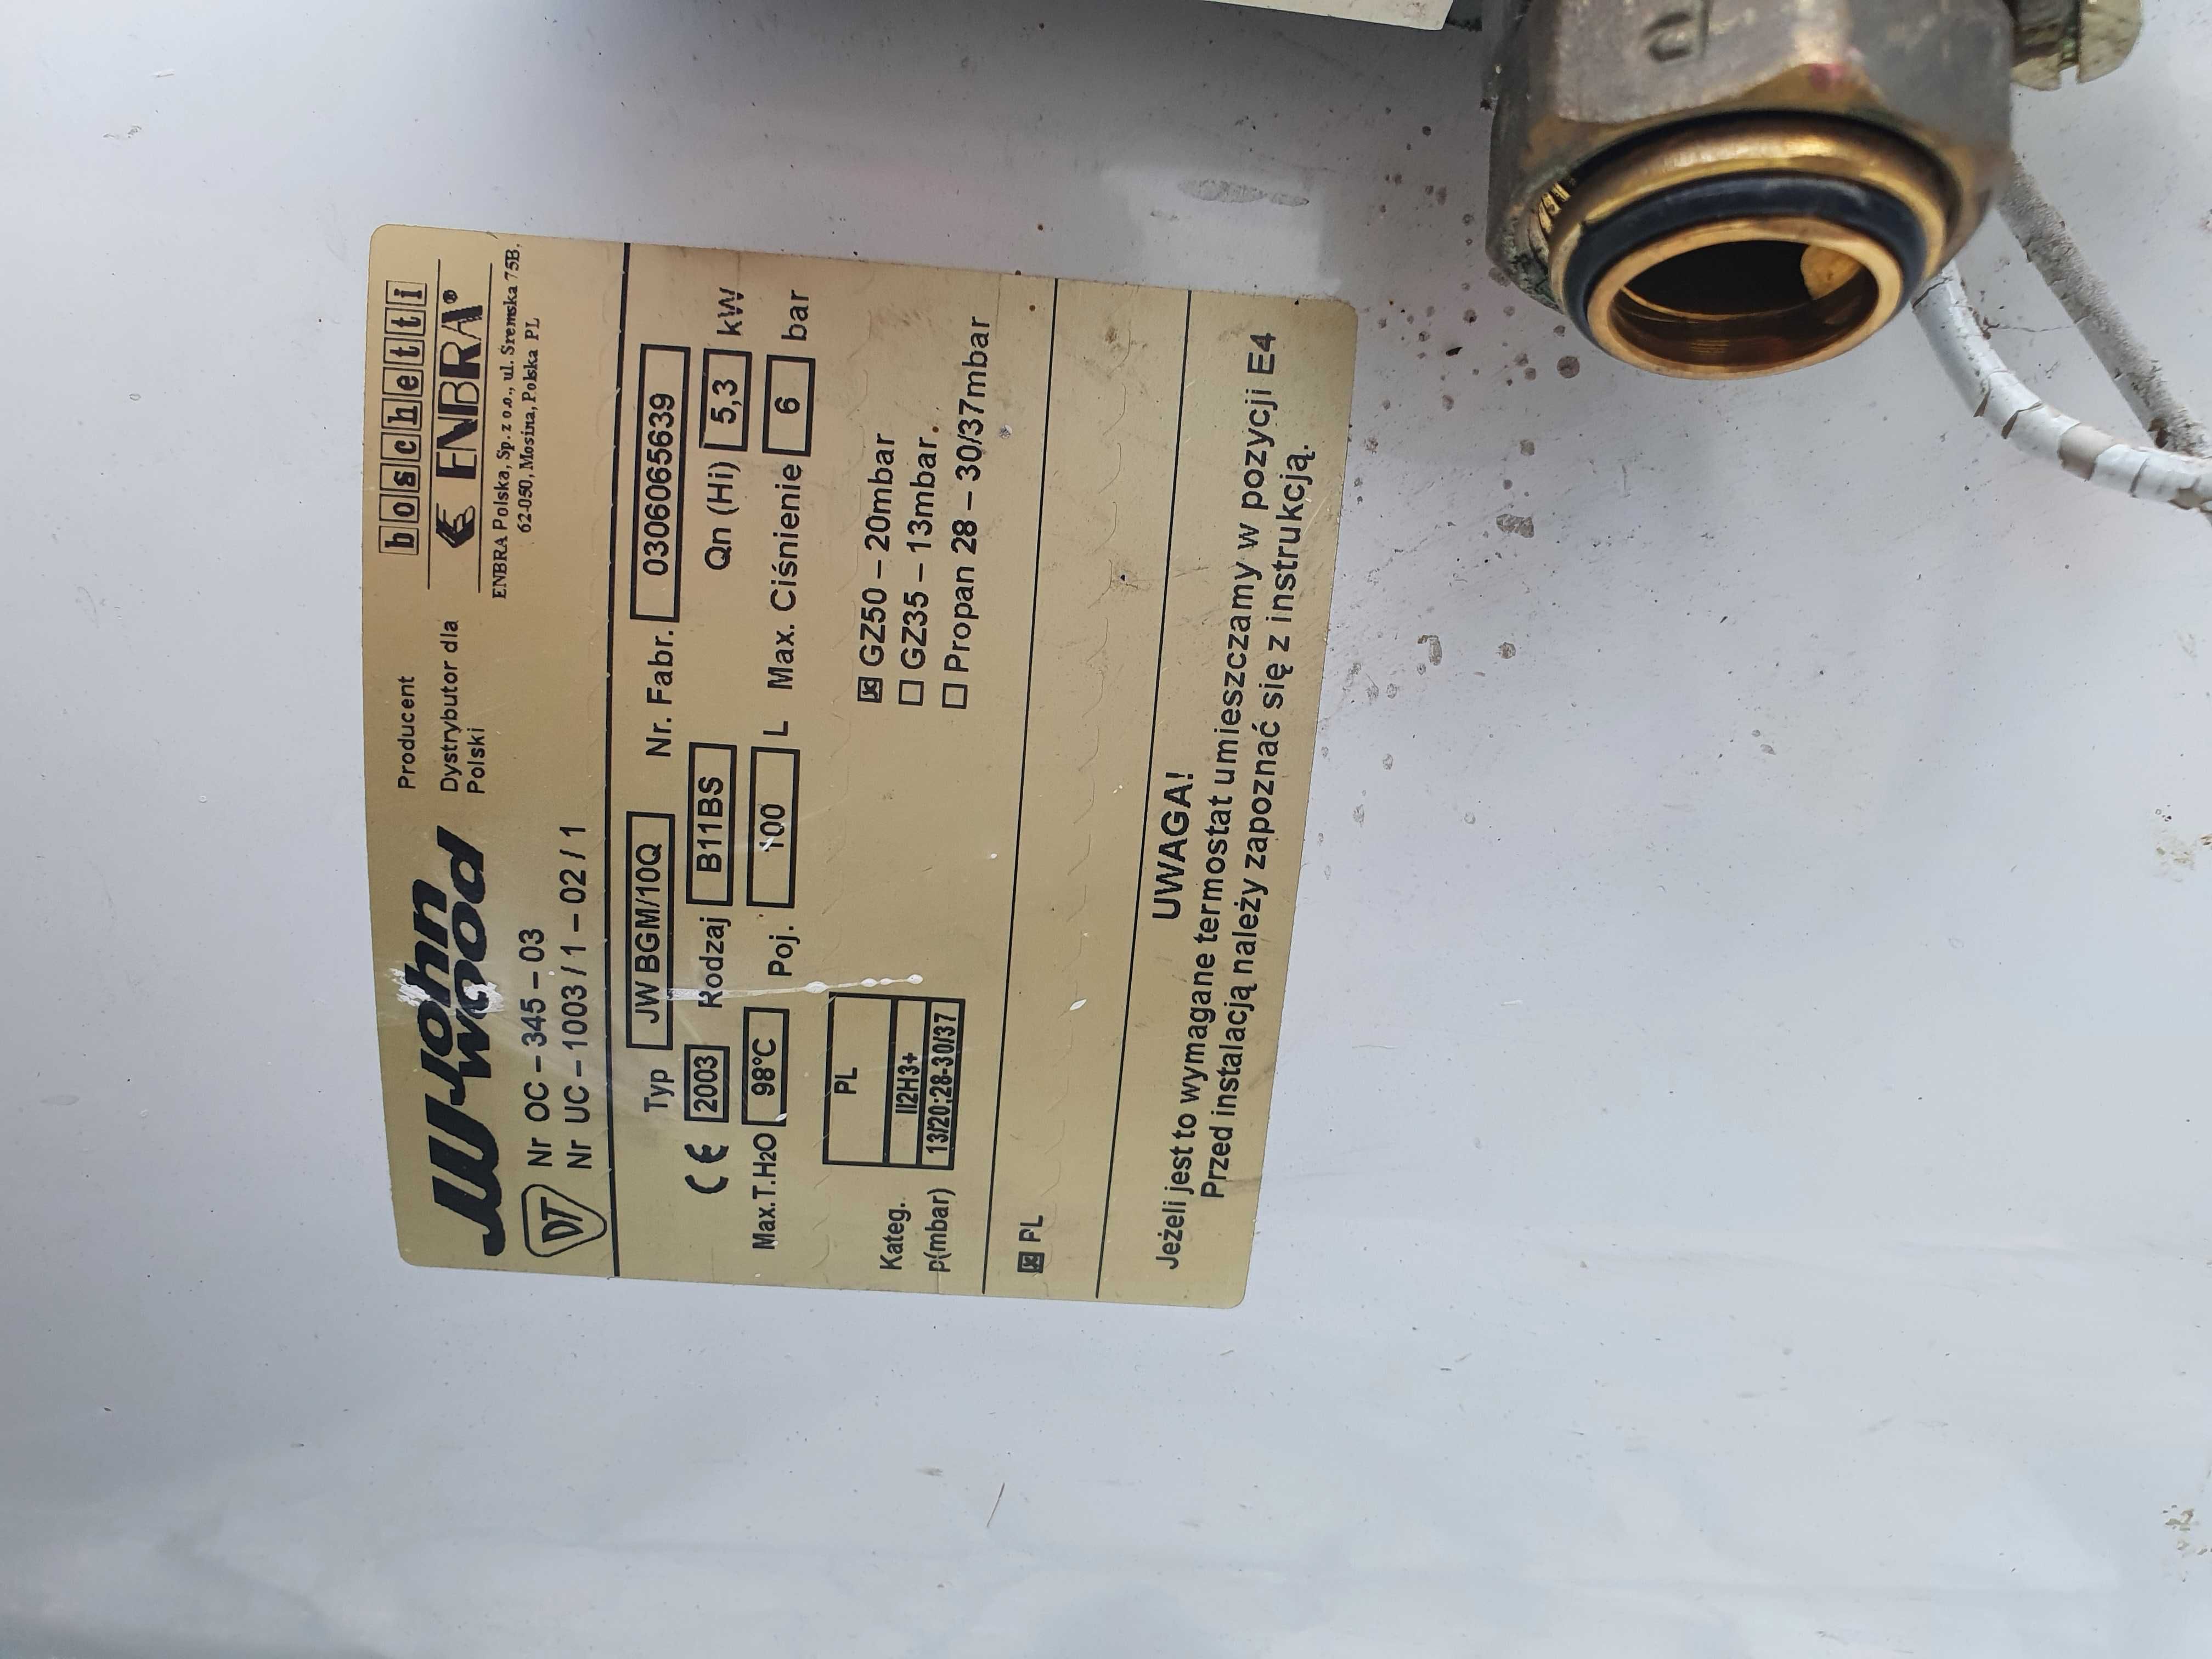 JW john wood
Producent
boschetti
Dystrybutor dla
Polski
ENBRA®
ENBRA Polska, Sp. z o.o., ul. Sremska 75B,
62-050, Mosina, Polska PL
DT
Nr OC – 345 – 03
Nr UC – 1003 / 1 – 02 / 1
Typ JW BGM/10Q Nr. Fabr. 0306065639
CE 2003 Rodzaj B11BS Qn (Hi) 5,3 kW
Max.T.H2O 98°C Poj. 100 L Max. Ciśnienie 6 bar
PL
Kateg. II2H3+
p(mbar) 13/20;28-30/37
GZ50 – 20mbar
GZ35 – 13mbar
Propan 28 – 30/37mbar
PL
UWAGA!
Jeżeli jest to wymagane termostat umieszczamy w pozycji E4
Przed instalacją należy zapoznać się z instrukcją.